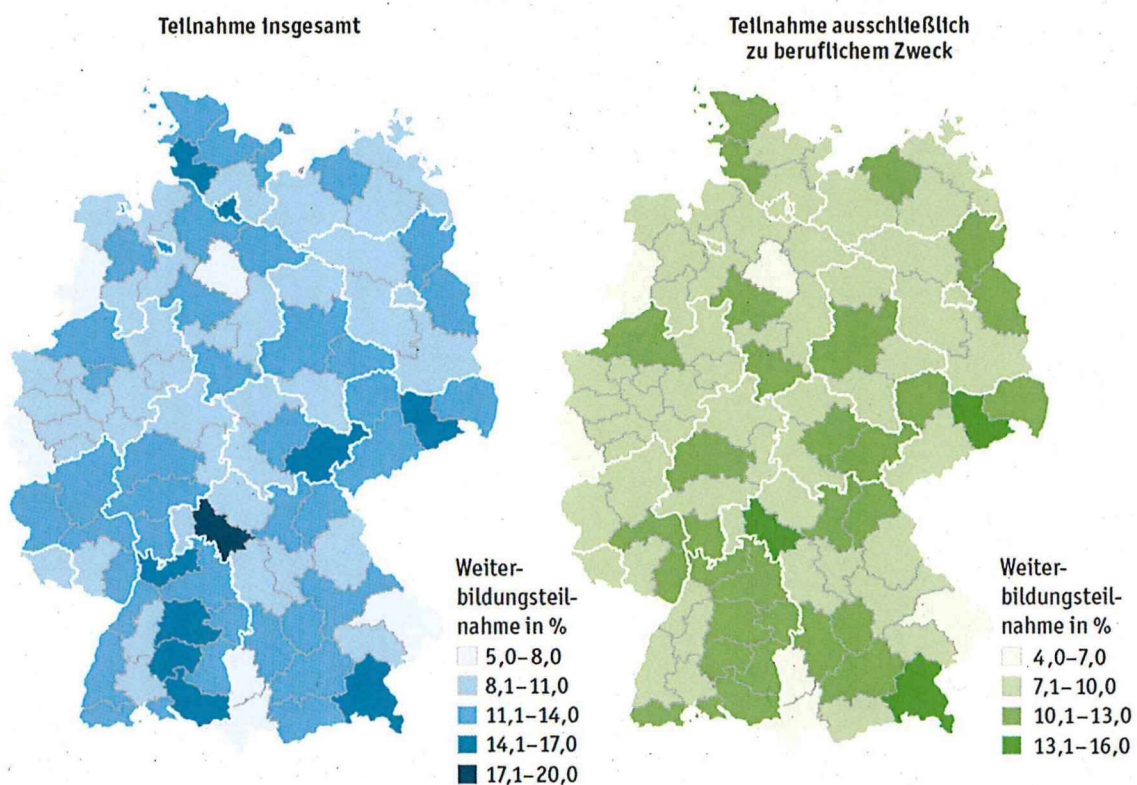 Teilnahme insgesamt
Teilnahme ausschließlich
zu beruflichem Zweck
Weiter-
bildungsteil-
nahme in %
5,0–8,0
8,1–11,0
11,1–14,0
14,1–17,0
17,1–20,0
Weiter-
bildungsteil-
nahme in %
4,0–7,0
7,1–10,0
10,1–13,0
13,1–16,0